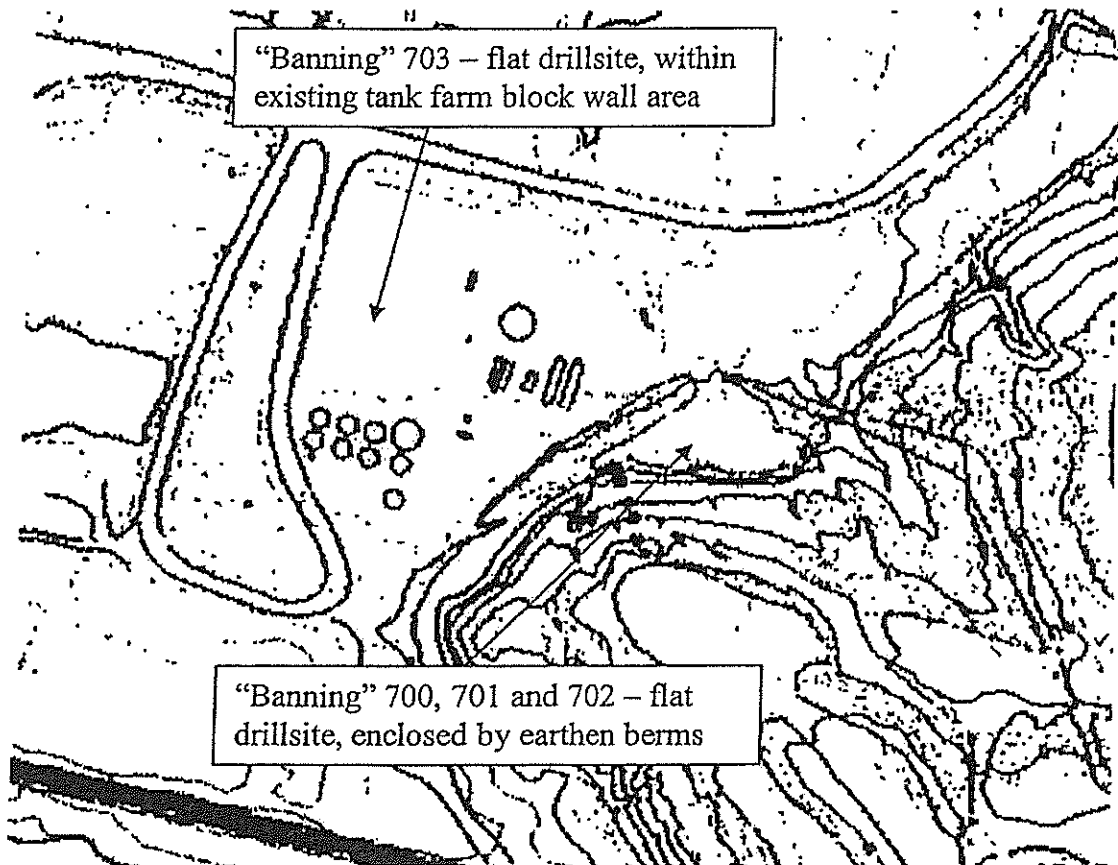 “Banning” 703 – flat drillsite, within
existing tank farm block wall area
“Banning” 700, 701 and 702 – flat
drillsite, enclosed by earthen berms